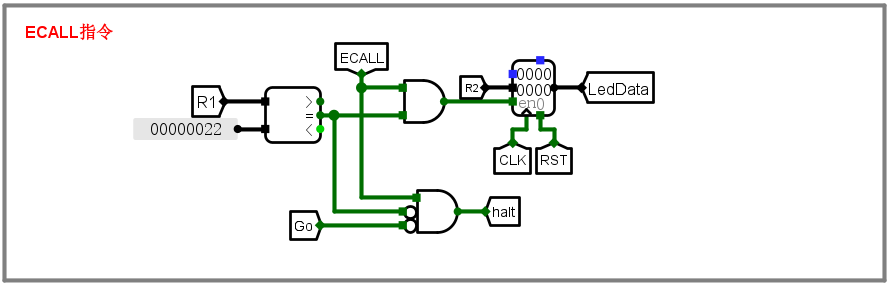 ECALL指令
ECALL
R1
00000022
>
=
<
R2
0000
0000
en0
LedData
CLK
RST
Go
halt